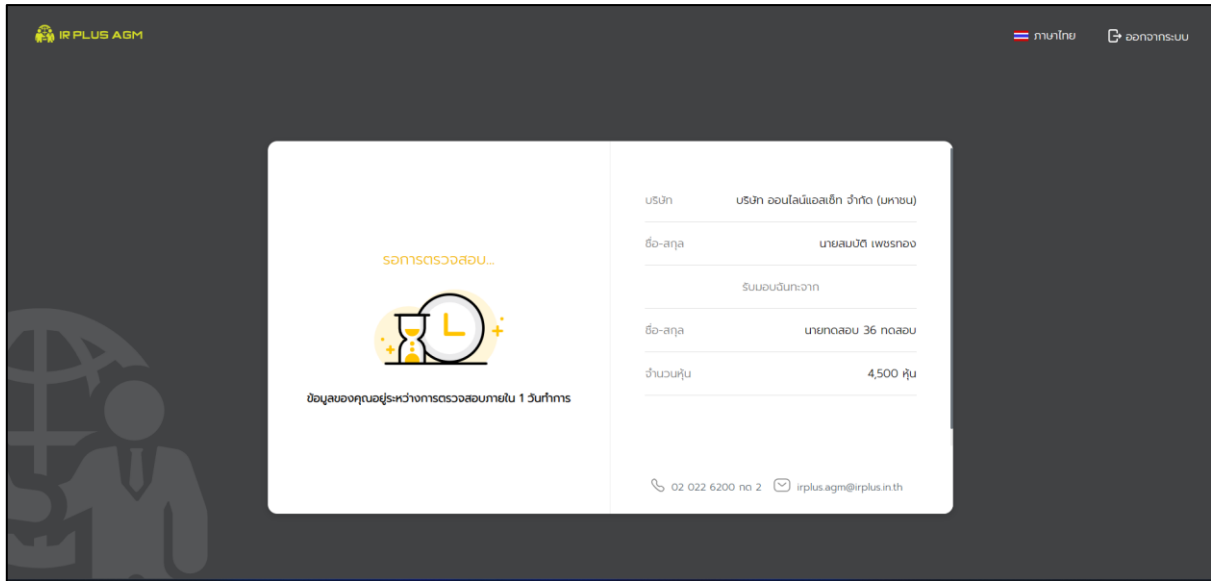 IR PLUS AGM
ภาษาไทย
ออกจากระบบ
รอการตรวจสอบ...
ข้อมูลของคุณอยู่ระหว่างการตรวจสอบภายใน 1 วันทำการ
บริษัท บริษัท ออนไลน์แอสเซ็ท จำกัด (มหาชน)
ชื่อ-สกุล นายสมบัติ เพชรทอง
รับมอบฉันทะจาก
ชื่อ-สกุล นายทดสอบ 36 ทดสอบ
จำนวนหุ้น 4,500 หุ้น
02 022 6200 กด 2 irplus.agm@irplus.in.th